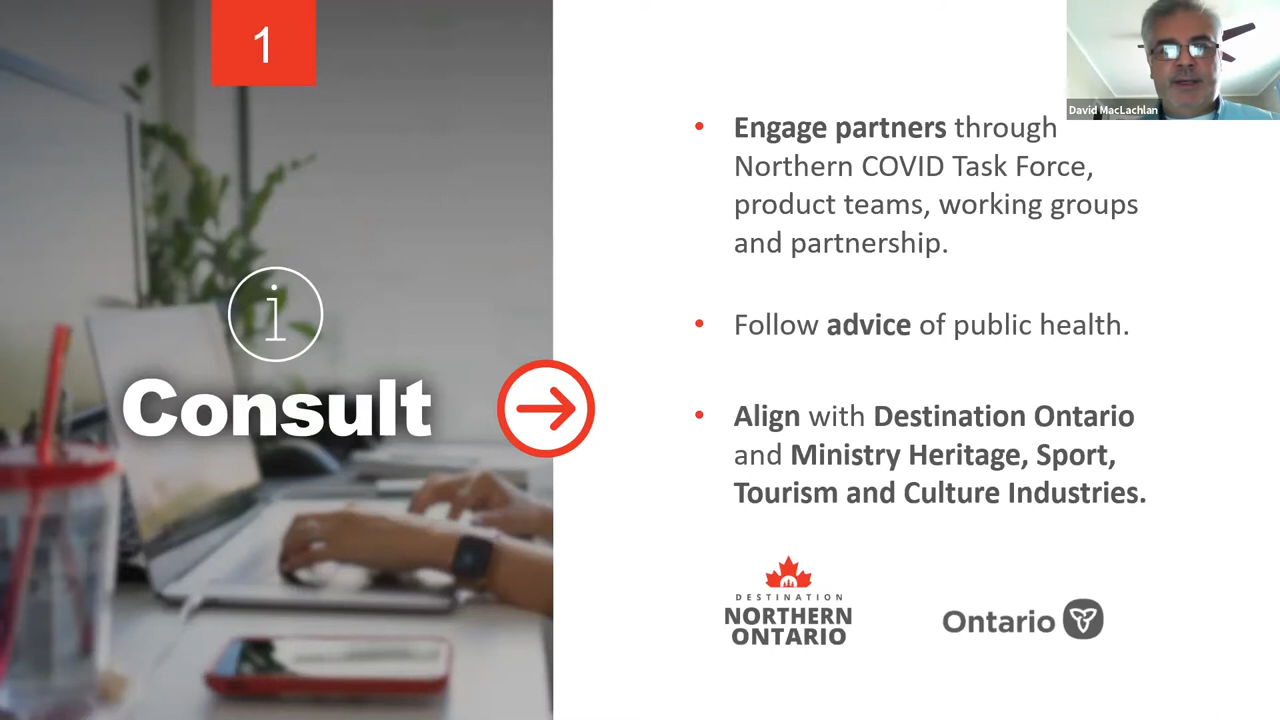 1
David MacLachlan
Consult
• Engage partners through
Northern COVID Task Force,
product teams, working groups
and partnership.
• Follow advice of public health.
• Align with Destination Ontario
and Ministry Heritage, Sport,
Tourism and Culture Industries.
DESTINATION
NORTHERN
ONTARIO
Ontario